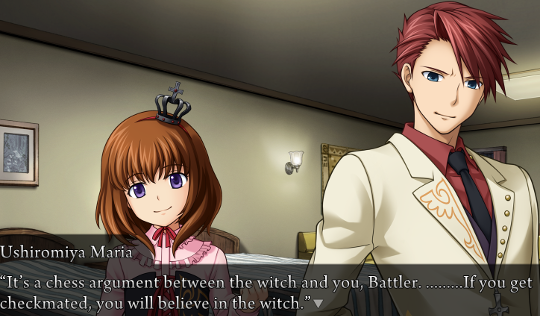 Ushiromiya Maria
“It’s a chess argument between the witch and you, Battler. .........If you get
checkmated, you will believe in the witch.”